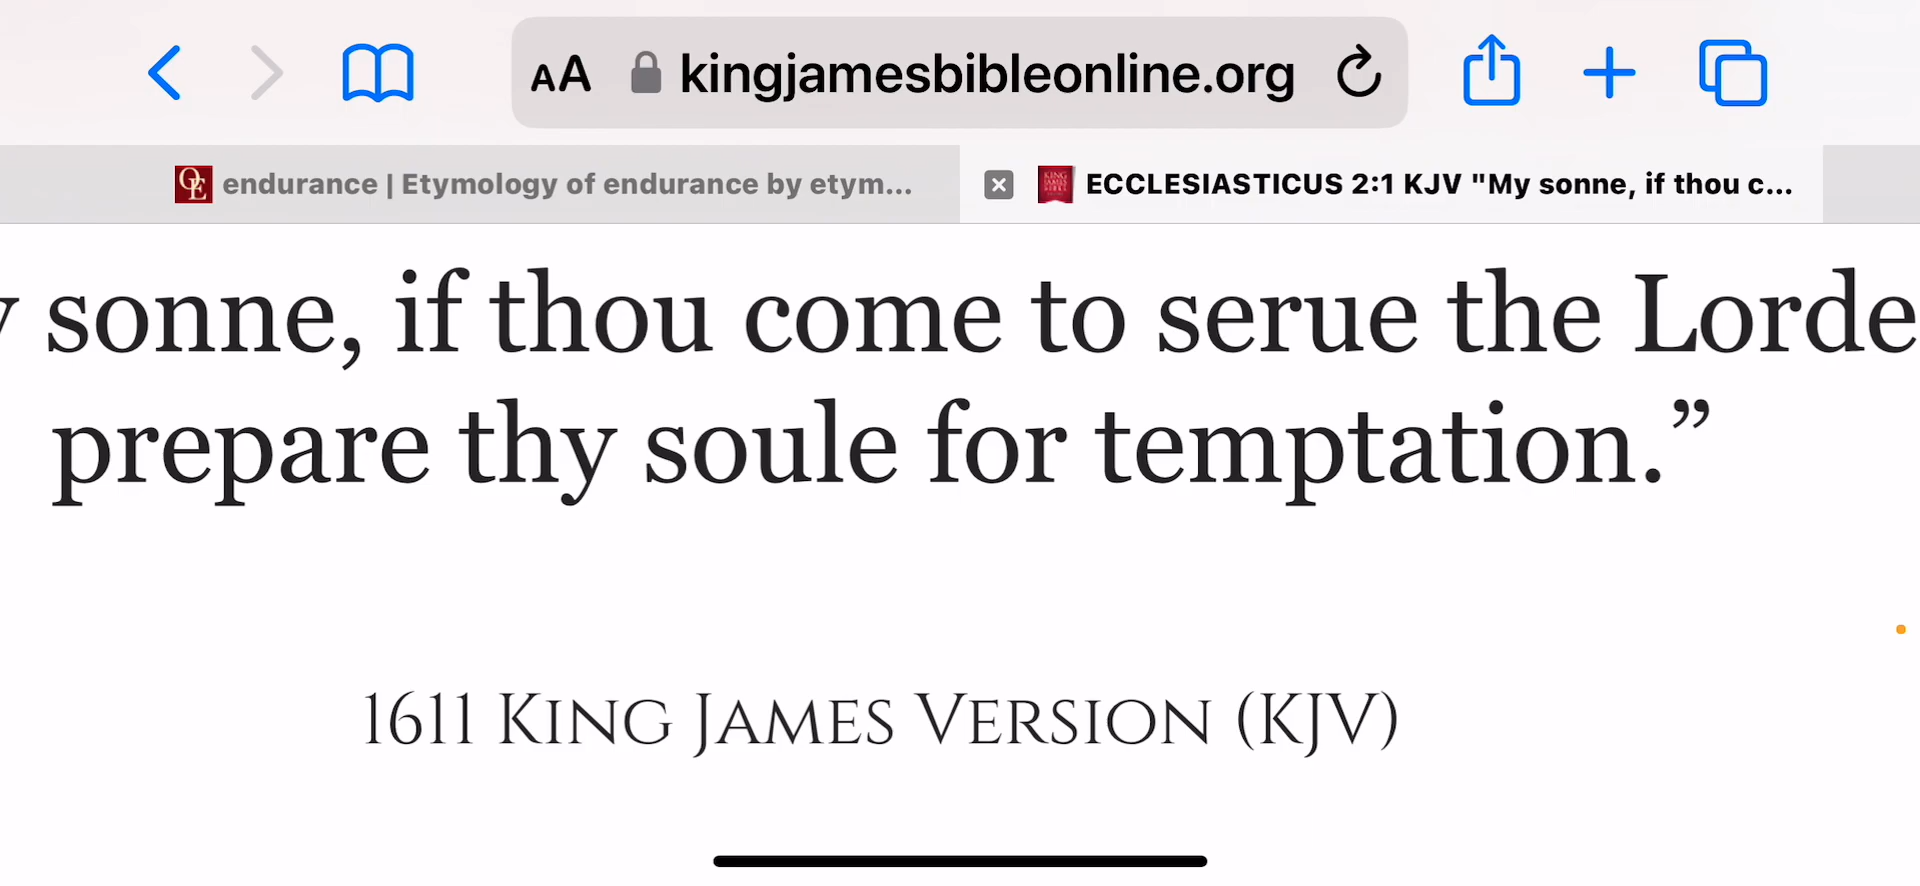 AA kingjamesbibleonline.org
endurance | Etymology of endurance by etym...
ECCLESIASTICUS 2:1 KJV "My sonne, if thou c...
y sonne, if thou come to serue the Lorde
prepare thy soule for temptation.”
1611 King James Version (KJV)